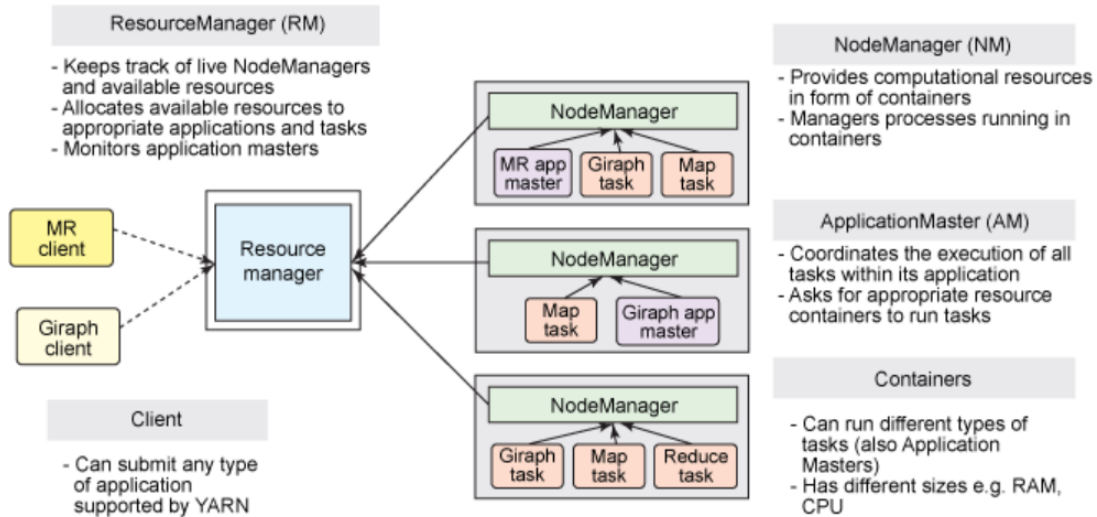 ResourceManager (RM)
- Keeps track of live NodeManagers
and available resources
- Allocates available resources to
appropriate applications and tasks
- Monitors application masters
MR
client
Giraph
client
Resource
manager
Client
- Can submit any type
of application
supported by YARN
NodeManager
MR app
master
Giraph
task
Map
task
NodeManager
Map
task
Giraph app
master
NodeManager
Giraph
task
Map
task
Reduce
task
NodeManager (NM)
- Provides computational resources
in form of containers
- Managers processes running in
containers
ApplicationMaster (AM)
- Coordinates the execution of all
tasks within its application
- Asks for appropriate resource
containers to run tasks
Containers
- Can run different types of
tasks (also Application
Masters)
- Has different sizes e.g. RAM,
CPU